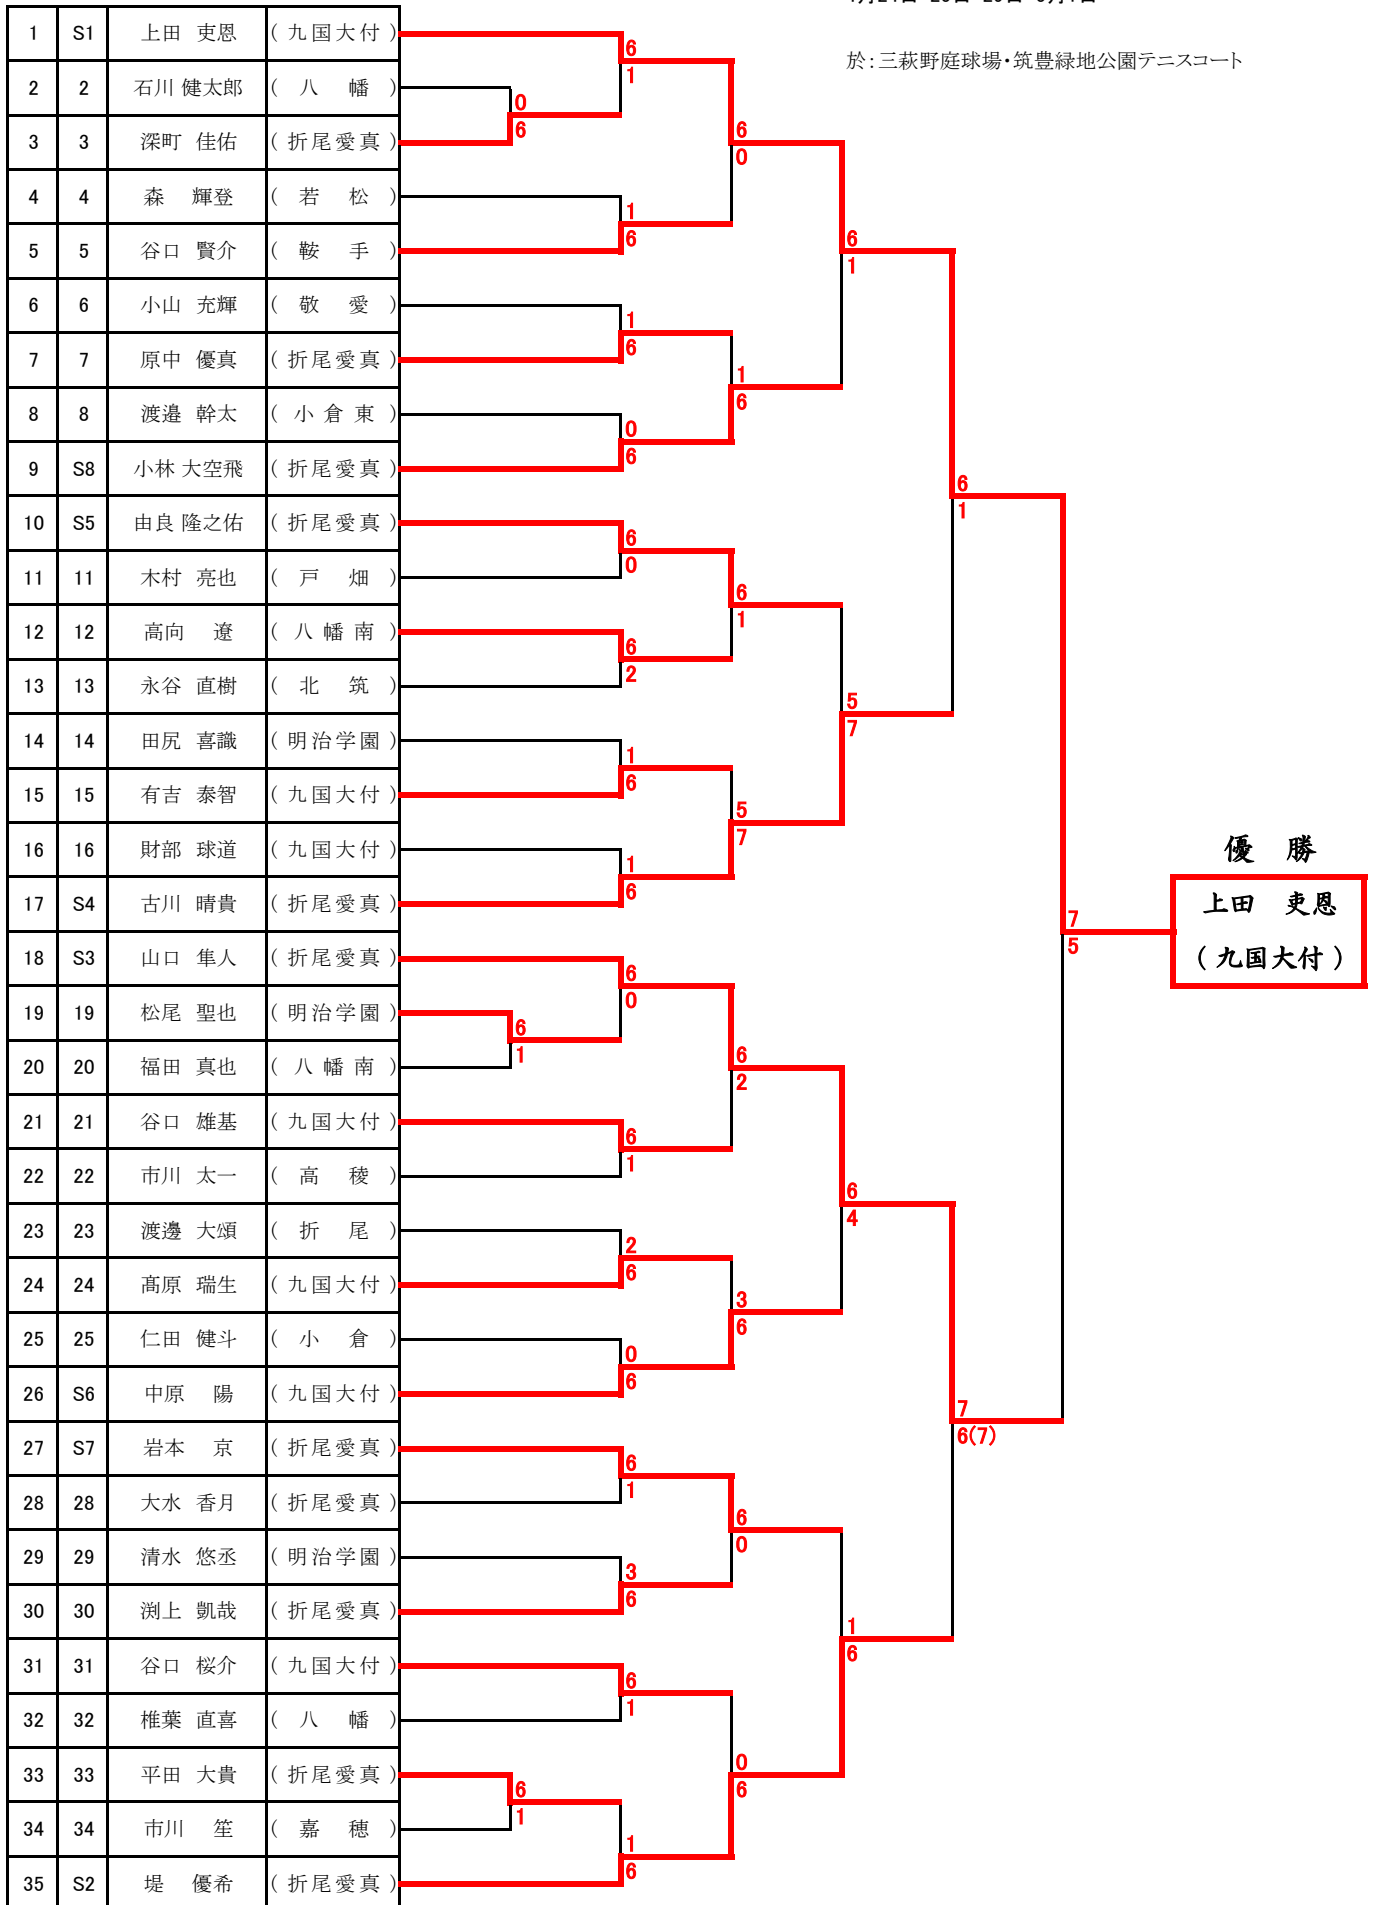 於：三萩野庭球場・筑豊緑地公園テニスコート
1 S1 上田 吏恩 (九国大付)
2 2 石川 健太郎 (八 幡)
3 3 深町 佳佑 (折尾愛真)
4 4 森 輝登 (若 松)
5 5 谷口 賢介 (鞍 手)
6 6 小山 充輝 (敬 愛)
7 7 原中 優真 (折尾愛真)
8 8 渡邉 幹太 (小倉東)
9 S8 小林 大空飛 (折尾愛真)
10 S5 由良 隆之佑 (折尾愛真)
11 11 木村 亮也 (戸 畑)
12 12 高向 遼 (八幡南)
13 13 永谷 直樹 (北 筑)
14 14 田尻 喜識 (明治学園)
15 15 有吉 泰智 (九国大付)
16 16 財部 球道 (九国大付)
17 S4 古川 晴貴 (折尾愛真)
18 S3 山口 隼人 (折尾愛真)
19 19 松尾 聖也 (明治学園)
20 20 福田 真也 (八幡南)
21 21 谷口 雄基 (九国大付)
22 22 市川 太一 (高 稜)
23 23 渡邊 大頌 (折 尾)
24 24 髙原 瑞生 (九国大付)
25 25 仁田 健斗 (小 倉)
26 S6 中原 陽 (九国大付)
27 S7 岩本 京 (折尾愛真)
28 28 大水 香月 (折尾愛真)
29 29 清水 悠丞 (明治学園)
30 30 渕上 凱哉 (折尾愛真)
31 31 谷口 桜介 (九国大付)
32 32 椎葉 直喜 (八 幡)
33 33 平田 大貴 (折尾愛真)
34 34 市川 笙 (嘉 穂)
35 S2 堤 優希 (折尾愛真)
0
6
6
1
6
1
6
1
1
6
1
6
0
6
6
0
6
2
1
6
1
6
6
0
6
1
2
6
0
6
6
1
3
6
6
1
1
6
6
0
1
6
6
1
5
7
6
2
3
6
6
0
0
6
6
1
5
7
6
4
1
6
6
1
7
6(7)
7
5
優 勝
上田 吏恩
(九国大付)